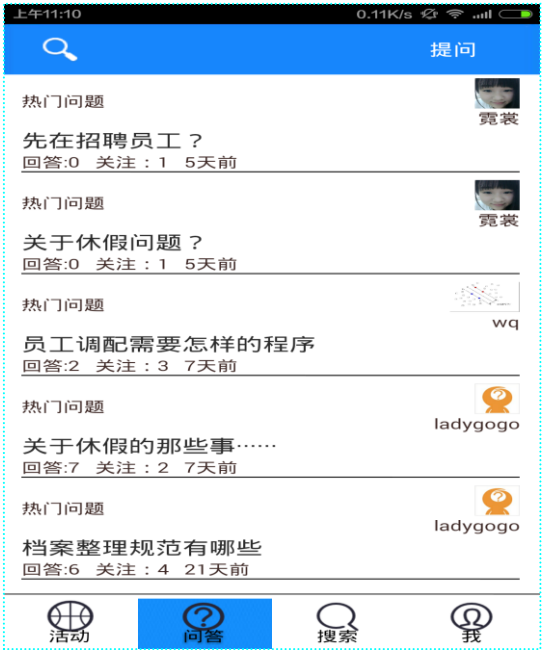 上午11:10 0.11K/s
提问
热门问题
霓裳
先在招聘员工？
回答:0 关注：1 5天前
热门问题
霓裳
关于休假问题？
回答:0 关注：1 5天前
热门问题
wq
员工调配需要怎样的程序
回答:2 关注：3 7天前
热门问题
ladygogo
关于休假的那些事……
回答:7 关注：2 7天前
热门问题
ladygogo
档案整理规范有哪些
回答:6 关注：4 21天前
活动 问答 搜索 我